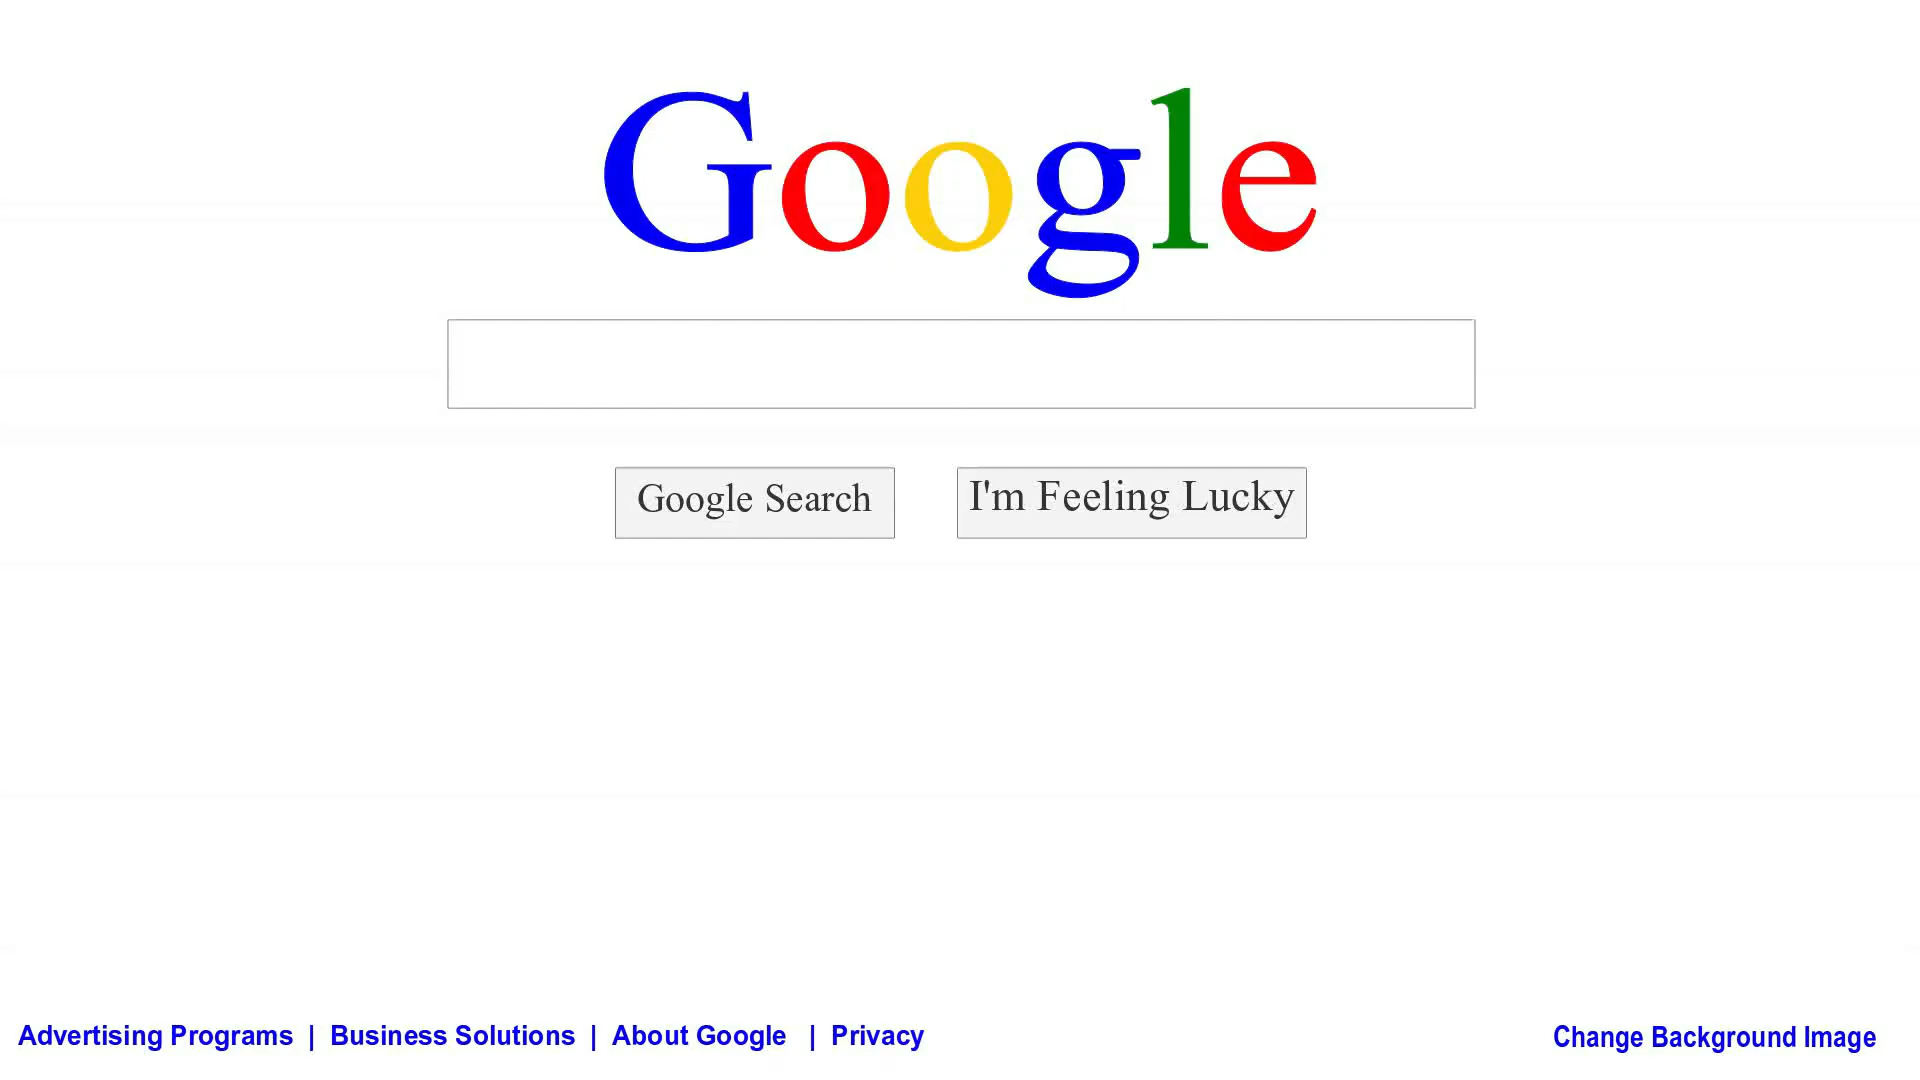 Google
Google Search
I'm Feeling Lucky
Advertising Programs | Business Solutions | About Google | Privacy
Change Background Image